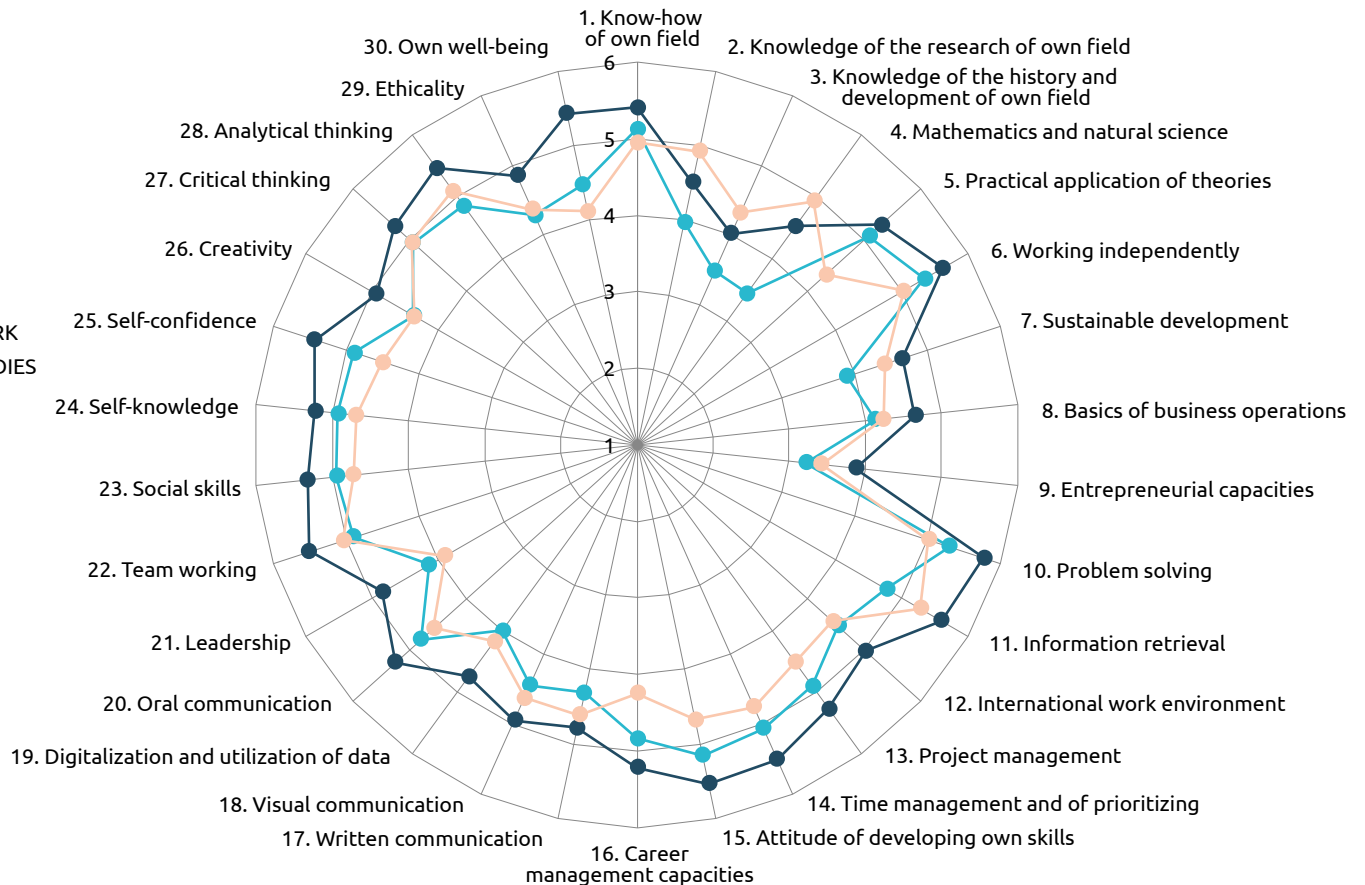 1. Know-how
of own field
2. Knowledge of the research of own field
3. Knowledge of the history and
development of own field
4. Mathematics and natural science
5. Practical application of theories
6. Working independently
7. Sustainable development
8. Basics of business operations
9. Entrepreneurial capacities
10. Problem solving
11. Information retrieval
12. International work environment
13. Project management
14. Time management and of prioritizing
15. Attitude of developing own skills
16. Career
management capacities
17. Written communication
18. Visual communication
19. Digitalization and utilization of data
20. Oral communication
21. Leadership
22. Team working
23. Social skills
24. Self-knowledge
25. Self-confidence
26. Creativity
27. Critical thinking
28. Analytical thinking
29. Ethicality
30. Own well-being
6
5
4
3
2
1
RK
DIES